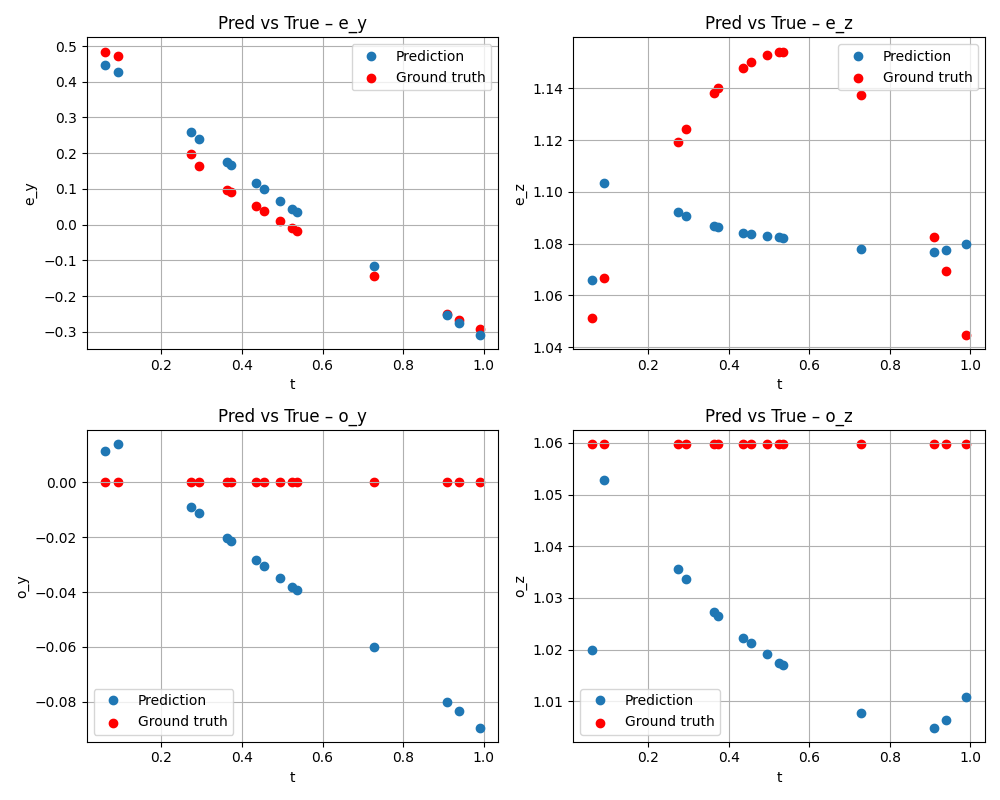 Pred vs True – e_y
Prediction
Ground truth
0.5
0.4
0.3
0.2
0.1
0.0
−0.1
−0.2
−0.3
e_y
0.2 0.4 0.6 0.8 1.0
t
Pred vs True – e_z
Prediction
Ground truth
1.14
1.12
1.10
1.08
1.06
1.04
e_z
0.2 0.4 0.6 0.8 1.0
t
Pred vs True – o_y
0.00
−0.02
−0.04
−0.06
−0.08
o_y
Prediction
Ground truth
0.2 0.4 0.6 0.8 1.0
t
Pred vs True – o_z
1.06
1.05
1.04
1.03
1.02
1.01
o_z
Prediction
Ground truth
0.2 0.4 0.6 0.8 1.0
t